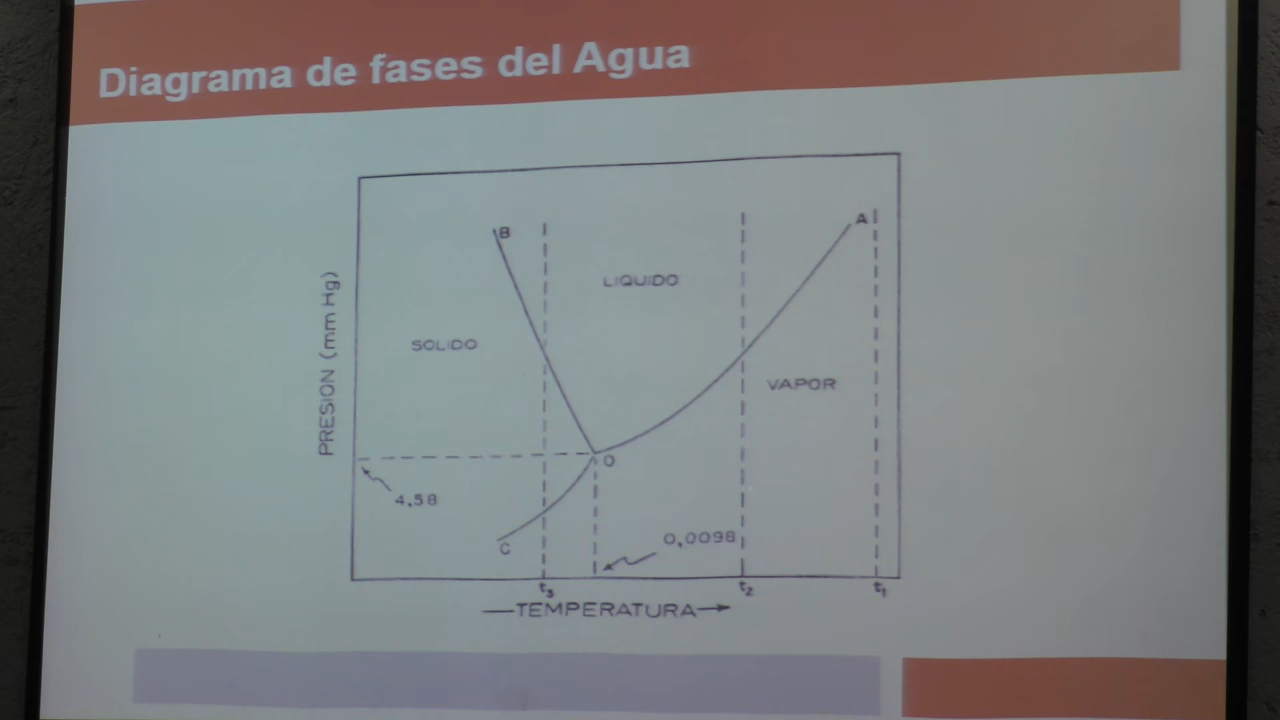 Diagrama de fases del Agua
B
A
LIQUIDO
SOLIDO
VAPOR
PRESION (mm Hg)
O
4,58
C
0,0098
t3
t2
t1
TEMPERATURA